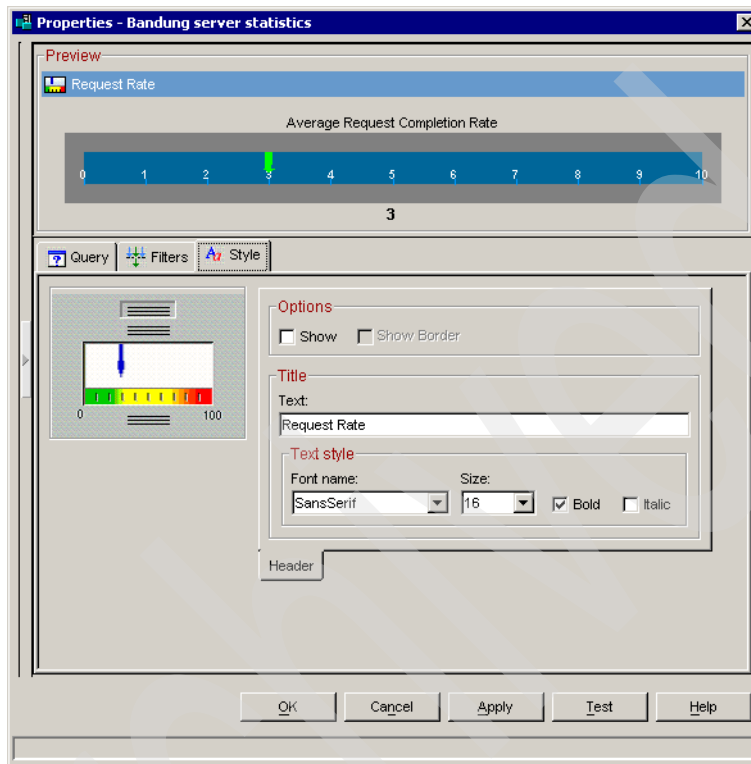 Properties - Bandung server statistics
Preview
Request Rate
Average Request Completion Rate
0 1 2 3 4 5 6 7 8 9 10
3
Query Filters Style
Options
Show Show Border
Title
Text:
Request Rate
Text style
Font name: Size:
SansSerif 16 Bold Italic
0 100
Header
OK Cancel Apply Test Help